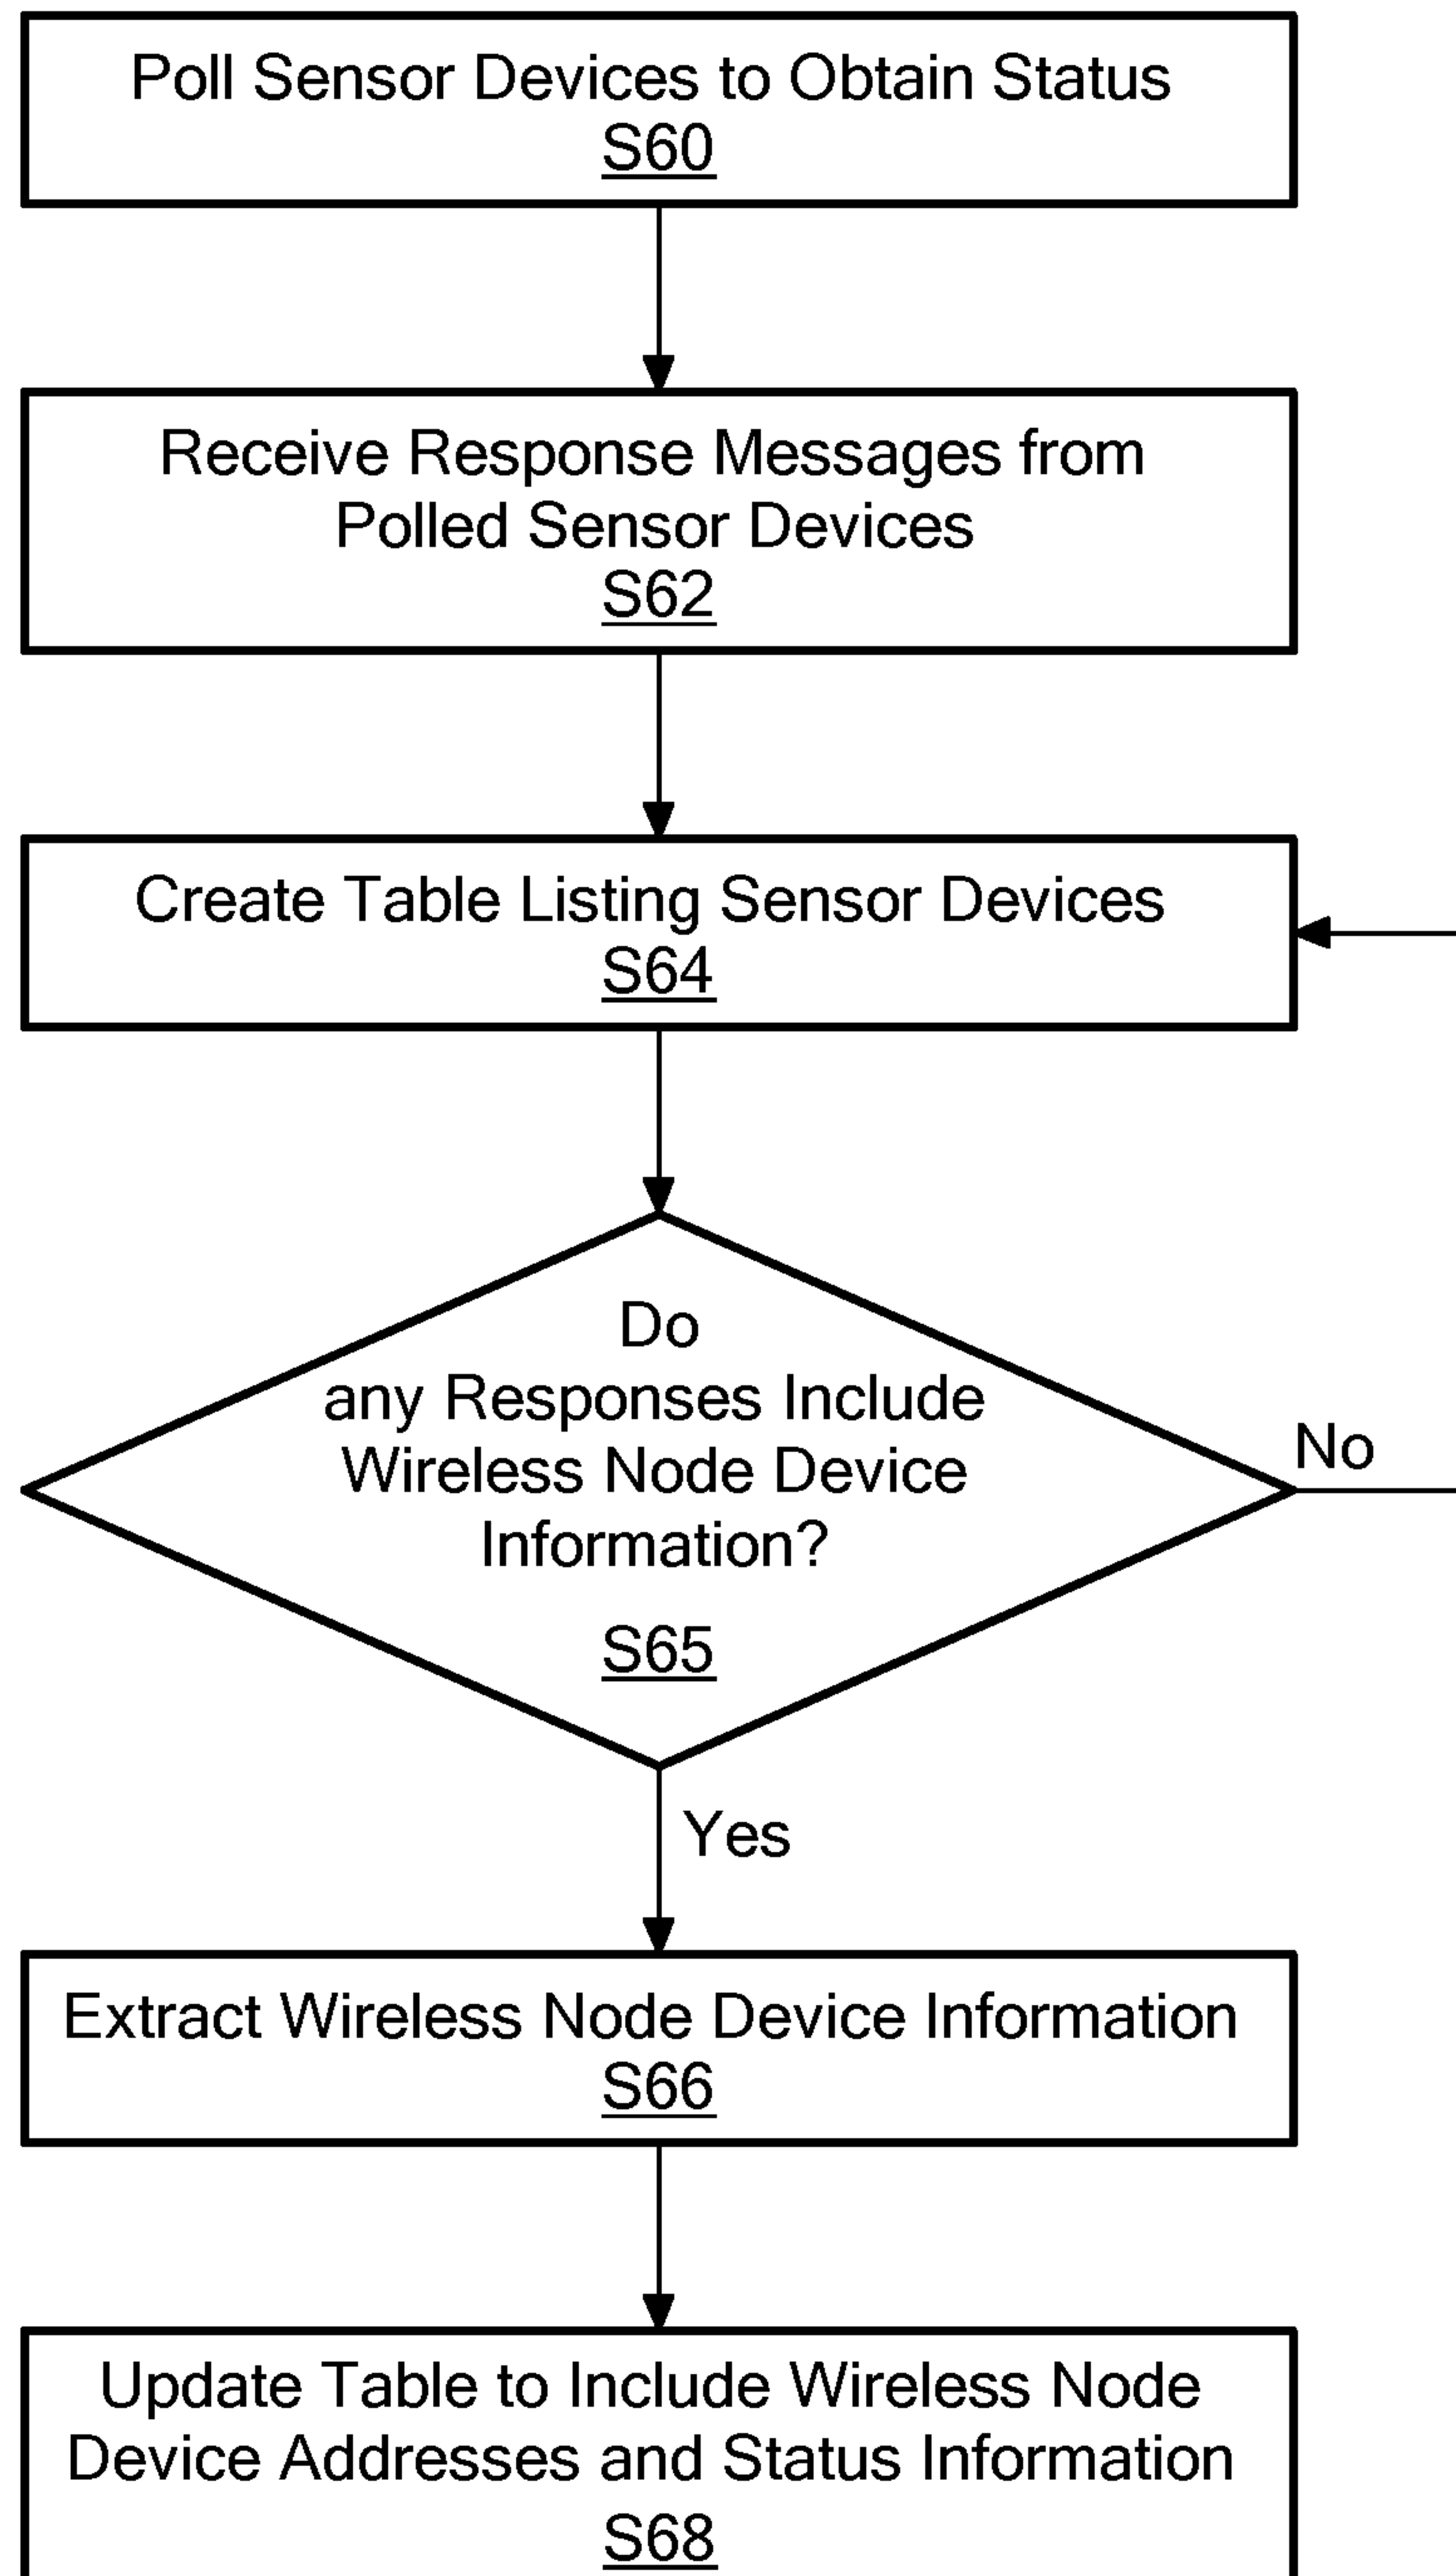 Poll Sensor Devices to Obtain Status
S60
Receive Response Messages from
Polled Sensor Devices
S62
Create Table Listing Sensor Devices
S64
Do
any Responses Include
Wireless Node Device
Information?
S65
No
Yes
Extract Wireless Node Device Information
S66
Update Table to Include Wireless Node
Device Addresses and Status Information
S68